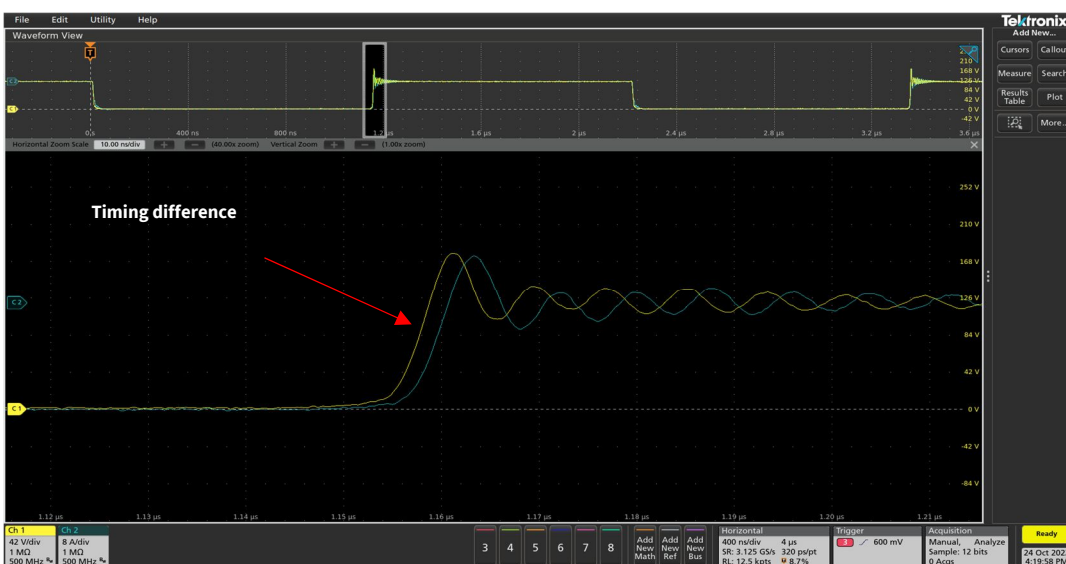 File Edit Utility Help
Tektronix
Waveform View
Add New...
Cursors
Measure Search
Results Table Plot
More...
T
210
168 V
126 V
84 V
42 V
0 V
-42 V
C2
C1
0s 400 ns 800 ns 1.2 µs 1.6 µs 2 µs 2.4 µs 2.8 µs 3.2 µs 3.6 µs
Horizontal Zoom Scale 10.00 ns/div + − (40.00x zoom) Vertical Zoom + − (1.00x zoom)
252 V
Timing difference
210 V
168 V
C 2
126 V
84 V
42 V
C 1
0 V
-42 V
-84 V
1.12 µs 1.13 µs 1.14 µs 1.15 µs 1.16 µs 1.17 µs 1.18 µs 1.19 µs 1.20 µs 1.21 µs
Ch 1
42 V/div
1 MΩ
500 MHz
Ch 2
8 A/div
1 MΩ
500 MHz
3 4 5 6 7 8
Add New Math
Add New Ref
Add New Bus
Horizontal
400 ns/div 4 µs
SR: 3.125 GS/s 320 ps/pt
RL: 12.5 kpts 8.7%
Trigger
3 600 mV
Acquisition
Manual, Analyze
Sample: 12 bits
0 Acqs
Ready
24 Oct 202
4:19:58 PM